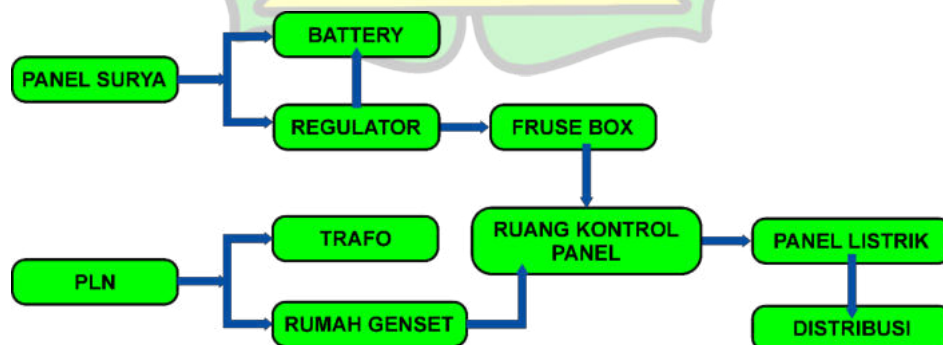 BATTERY
PANEL SURYA
REGULATOR
FRUSE BOX
TRAFO
RUANG KONTROL
PANEL
PANEL LISTRIK
PLN
RUMAH GENSET
DISTRIBUSI